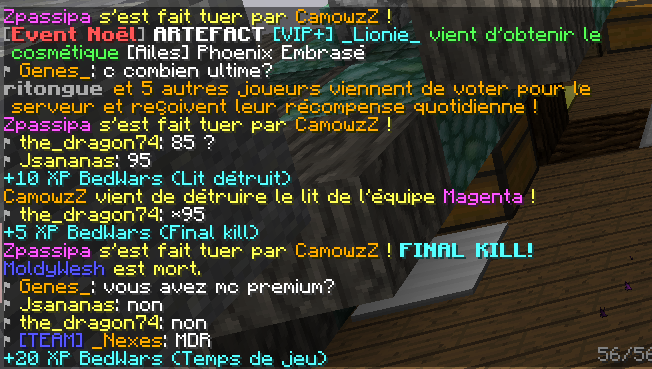 Zpassipa s'est fait tuer par CamowzZ !
[Event Noël] ARTEFACT [VIP+] _Lionie_ vient d'obtenir le
cosmétique [Ailes] Phoenix Embrasé
Genes_: c combien ultime?
ritongue et 5 autres joueurs viennent de voter pour le
serveur et reçoivent leur récompense quotidienne !
Zpassipa s'est fait tuer par CamowzZ !
the_dragon74: 85 ?
Jsananas: 95
+10 XP BedWars (Lit détruit)
CamowzZ vient de détruire le lit de l'équipe Magenta !
the_dragon74: *95
+5 XP BedWars (Final kill)
Zpassipa s'est fait tuer par CamowzZ ! FINAL KILL!
MoldyWesh est mort.
Genes_: vous avez mc premium?
Jsananas: non
the_dragon74: non
[TEAM] _Nexes: MDR
+20 XP BedWars (Temps de jeu)
56/56